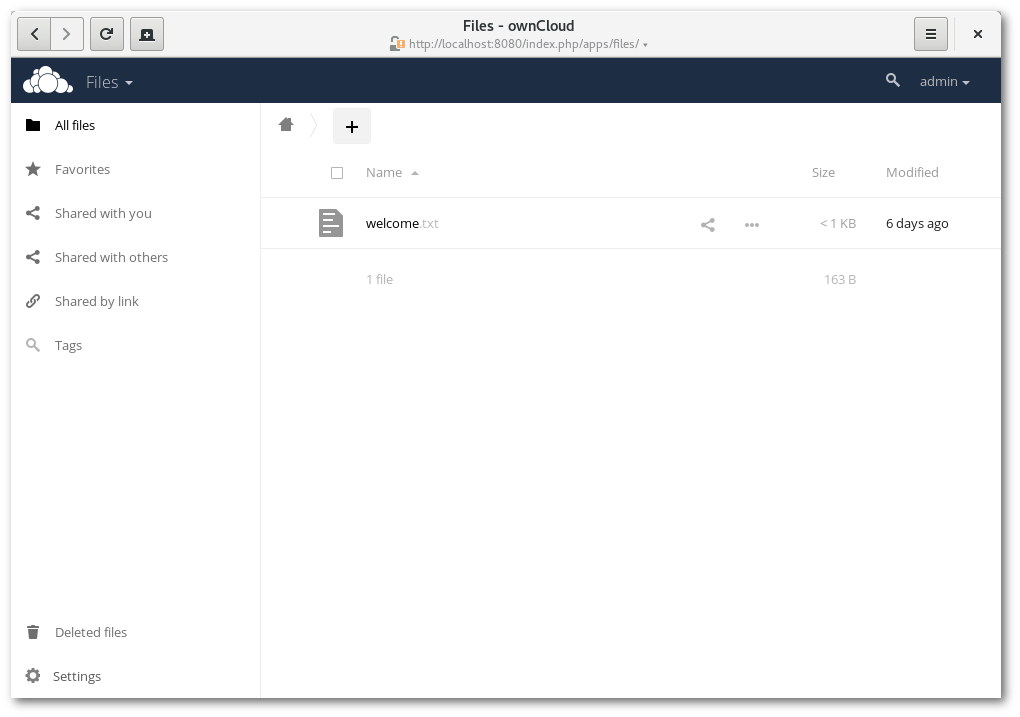 Files - ownCloud
http://localhost:8080/index.php/apps/files/
Files
admin
All files
Favorites
Shared with you
Shared with others
Shared by link
Tags
Deleted files
Settings
Name Size Modified
welcome.txt < 1 KB 6 days ago
1 file 163 B